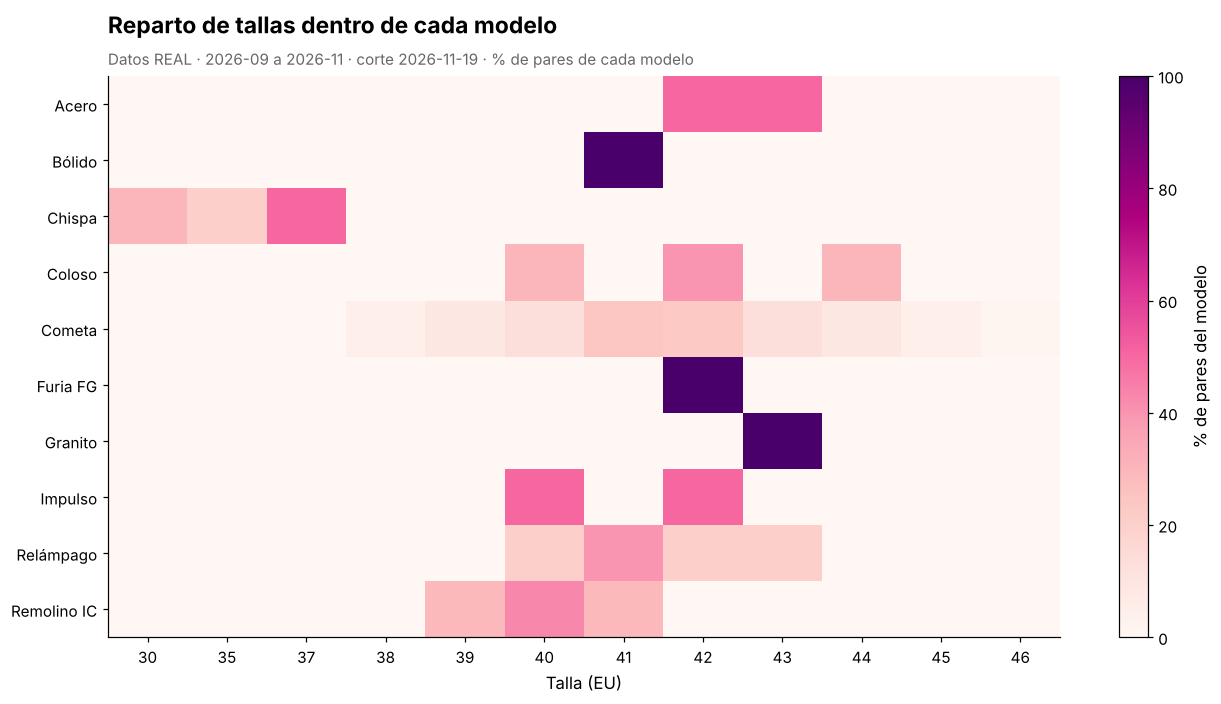 Reparto de tallas dentro de cada modelo
Datos REAL · 2026-09 a 2026-11 · corte 2026-11-19 · % de pares de cada modelo
Acero
Bólido
Chispa
Coloso
Cometa
Furia FG
Granito
Impulso
Relámpago
Remolino IC
30 35 37 38 39 40 41 42 43 44 45 46
Talla (EU)
100
80
60
40
20
0
% de pares del modelo